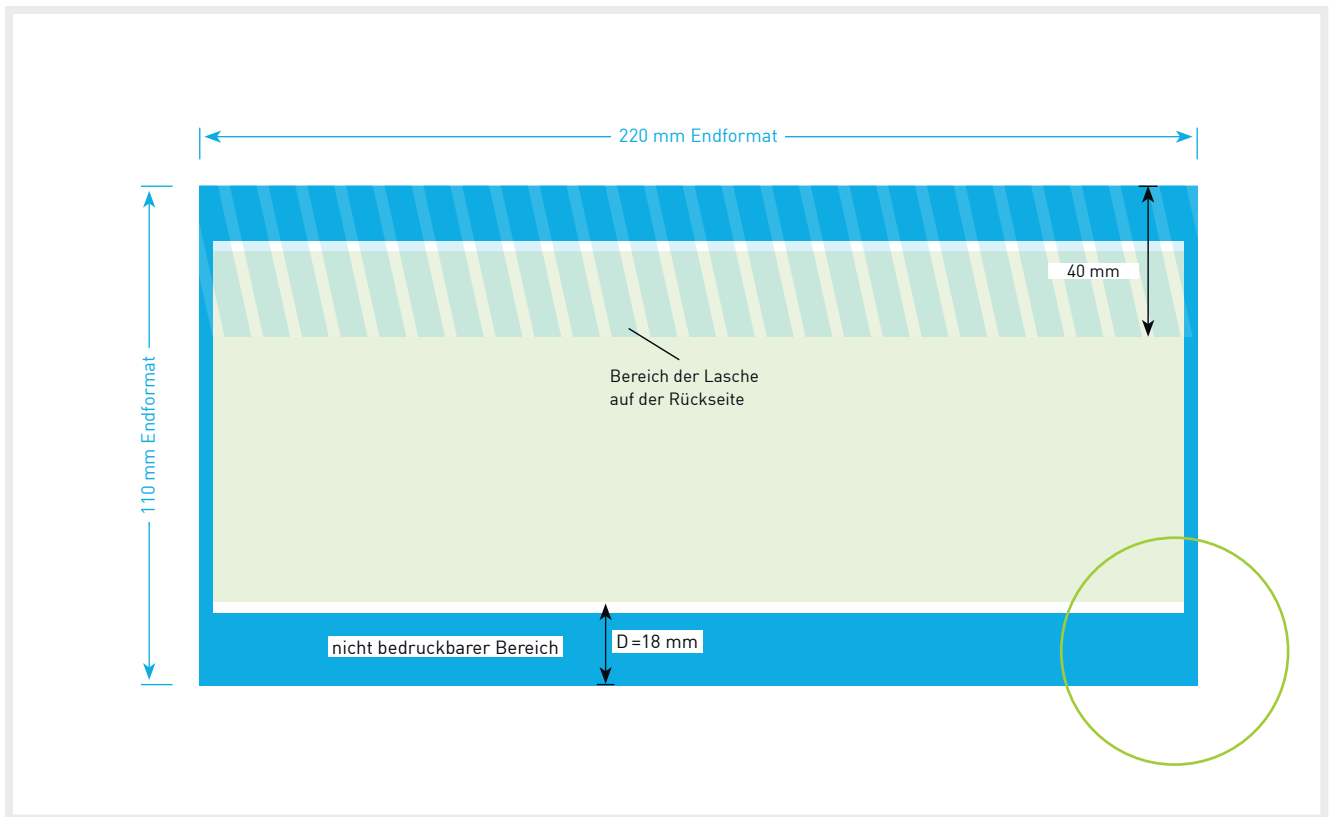 220 mm Endformat
40 mm
110 mm Endformat
Bereich der Lasche
auf der Rückseite
nicht bedruckbarer Bereich
D=18 mm